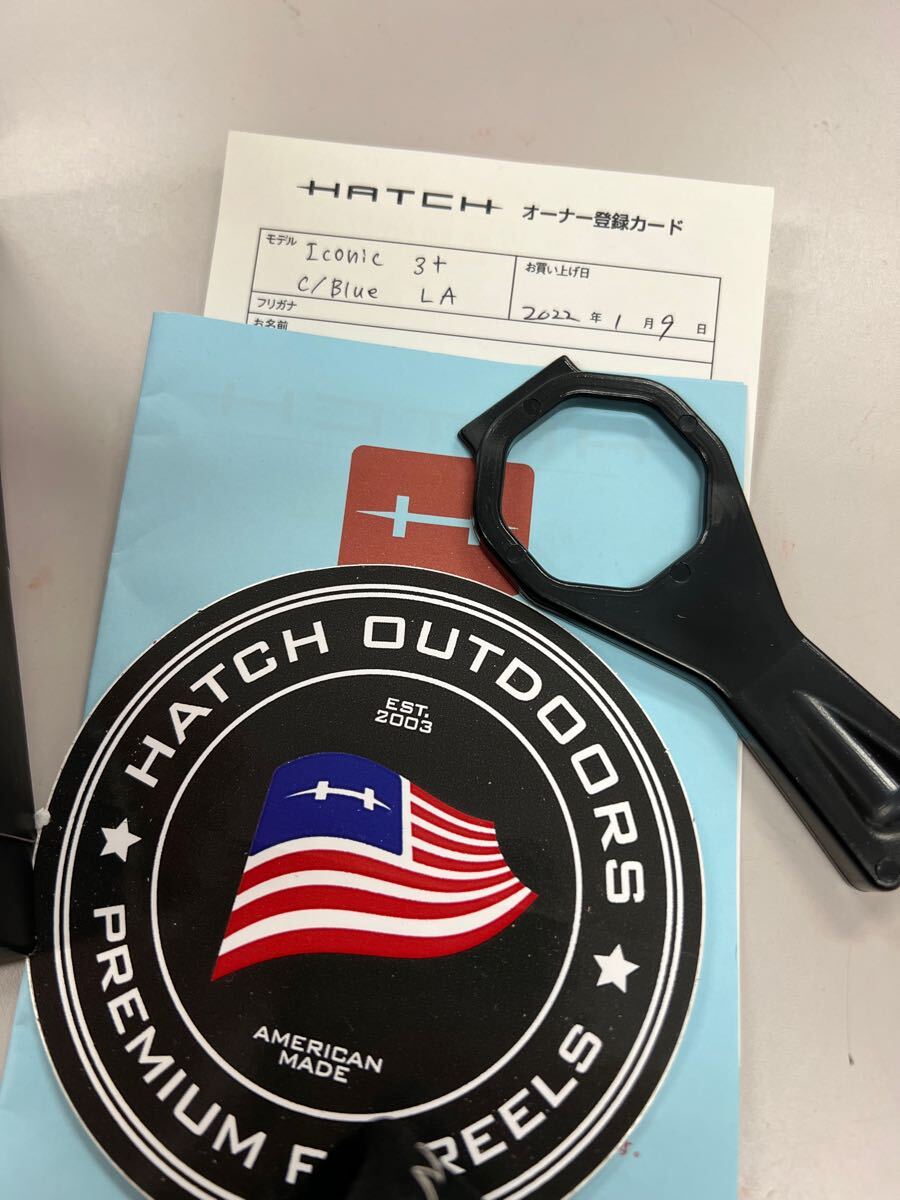 HATCH オーナー登録カード
モデル Iconic 3+
C/Blue LA
お買い上げ日
2022 年 1 月 9 日
フリガナ
お名前
HATCH OUTDOORS
EST.
2003
AMERICAN
MADE
PREMIUM F REELS